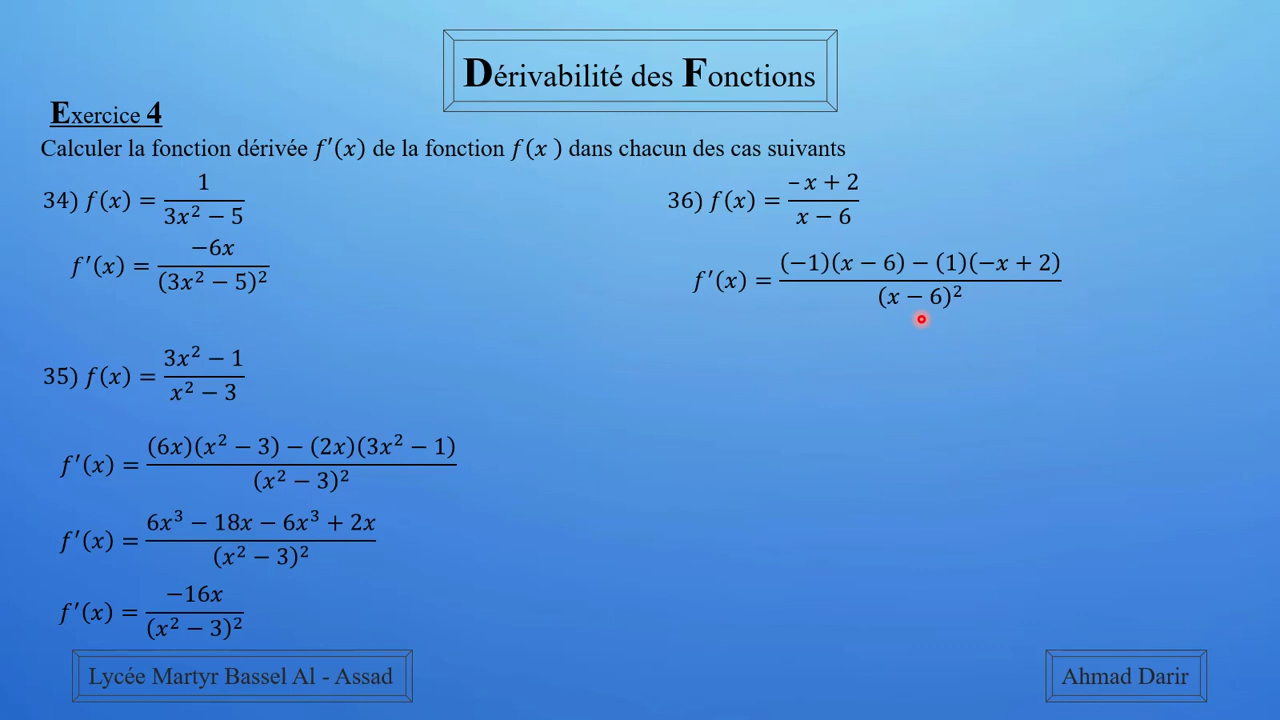 Dérivabilité des Fonctions
Exercice 4
Calculer la fonction dérivée f′(x) de la fonction f(x ) dans chacun des cas suivants
34) f(x) = 1/(3x² − 5)
f′(x) = −6x/(3x² − 5)²
35) f(x) = (3x² − 1)/(x² − 3)
f′(x) = ((6x)(x² − 3) − (2x)(3x² − 1))/(x² − 3)²
f′(x) = (6x³ − 18x − 6x³ + 2x)/(x² − 3)²
f′(x) = −16x/(x² − 3)²
36) f(x) = (– x + 2)/(x − 6)
f′(x) = ((−1)(x − 6) − (1)(−x + 2))/(x − 6)²
Lycée Martyr Bassel Al - Assad
Ahmad Darir